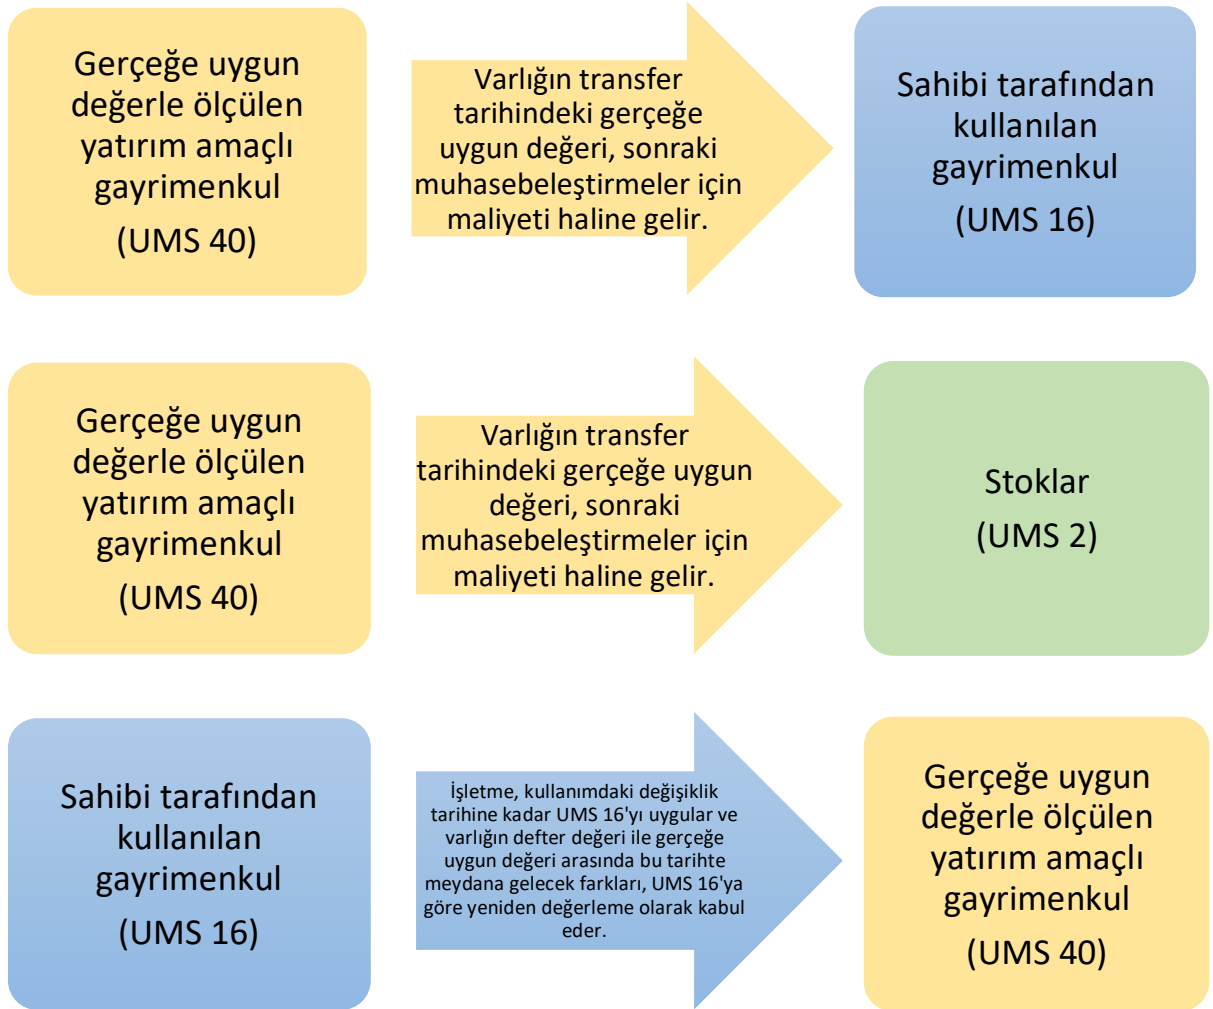 Gerçeğe uygun
değerle ölçülen
yatırım amaçlı
gayrimenkul
(UMS 40)
Varlığın transfer
tarihindeki gerçeğe
uygun değeri, sonraki
muhasebeleştirmeler için
maliyeti haline gelir.
Sahibi tarafından
kullanılan
gayrimenkul
(UMS 16)
Gerçeğe uygun
değerle ölçülen
yatırım amaçlı
gayrimenkul
(UMS 40)
Varlığın transfer
tarihindeki gerçeğe uygun
değeri, sonraki
muhasebeleştirmeler için
maliyeti haline gelir.
Stoklar
(UMS 2)
Sahibi tarafından
kullanılan
gayrimenkul
(UMS 16)
İşletme, kullanımdaki değişiklik
tarihine kadar UMS 16'yı uygular ve
varlığın defter değeri ile gerçeğe
uygun değeri arasında bu tarihte
meydana gelecek farkları, UMS 16'ya
göre yeniden değerleme olarak kabul
eder.
Gerçeğe uygun
değerle ölçülen
yatırım amaçlı
gayrimenkul
(UMS 40)